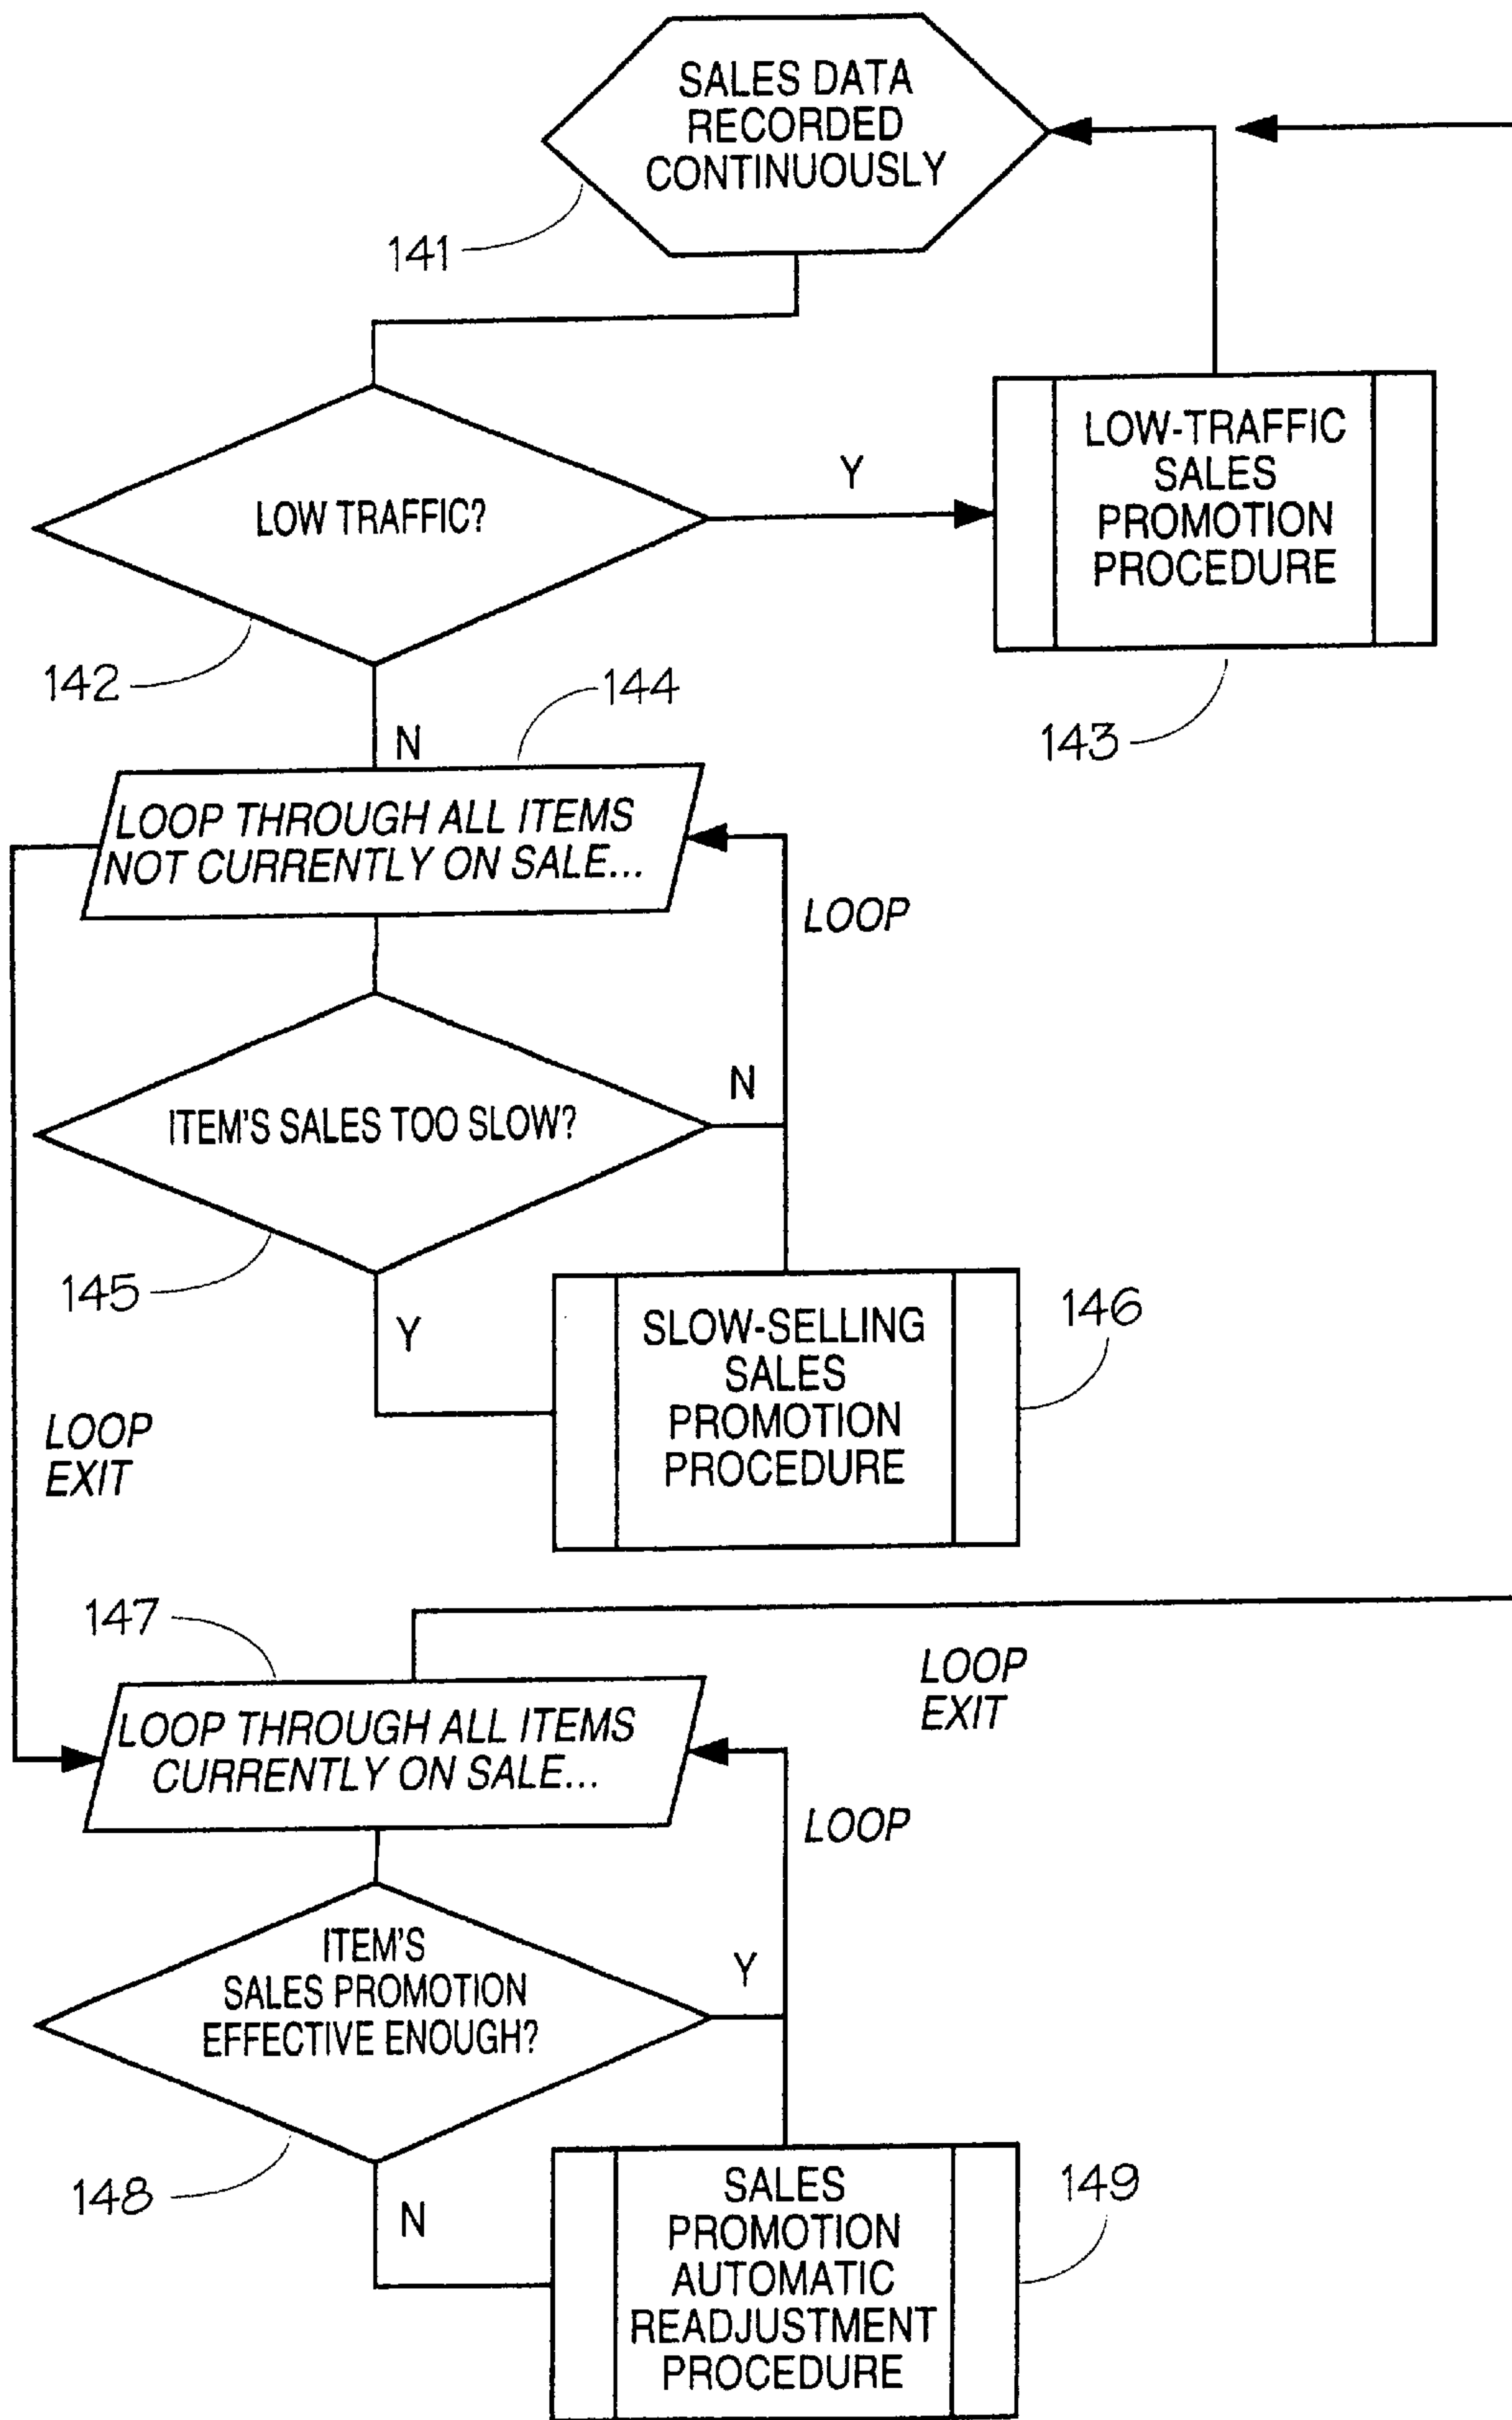 SALES DATA
RECORDED
CONTINUOUSLY
141
LOW TRAFFIC?
Y
LOW-TRAFFIC
SALES
PROMOTION
PROCEDURE
142
143
N
144
LOOP THROUGH ALL ITEMS
NOT CURRENTLY ON SALE...
LOOP
ITEM'S SALES TOO SLOW?
N
145
Y
SLOW-SELLING
SALES
PROMOTION
PROCEDURE
146
LOOP
EXIT
147
LOOP THROUGH ALL ITEMS
CURRENTLY ON SALE...
LOOP
EXIT
LOOP
ITEM'S
SALES PROMOTION
EFFECTIVE ENOUGH?
Y
148
N
SALES
PROMOTION
AUTOMATIC
READJUSTMENT
PROCEDURE
149